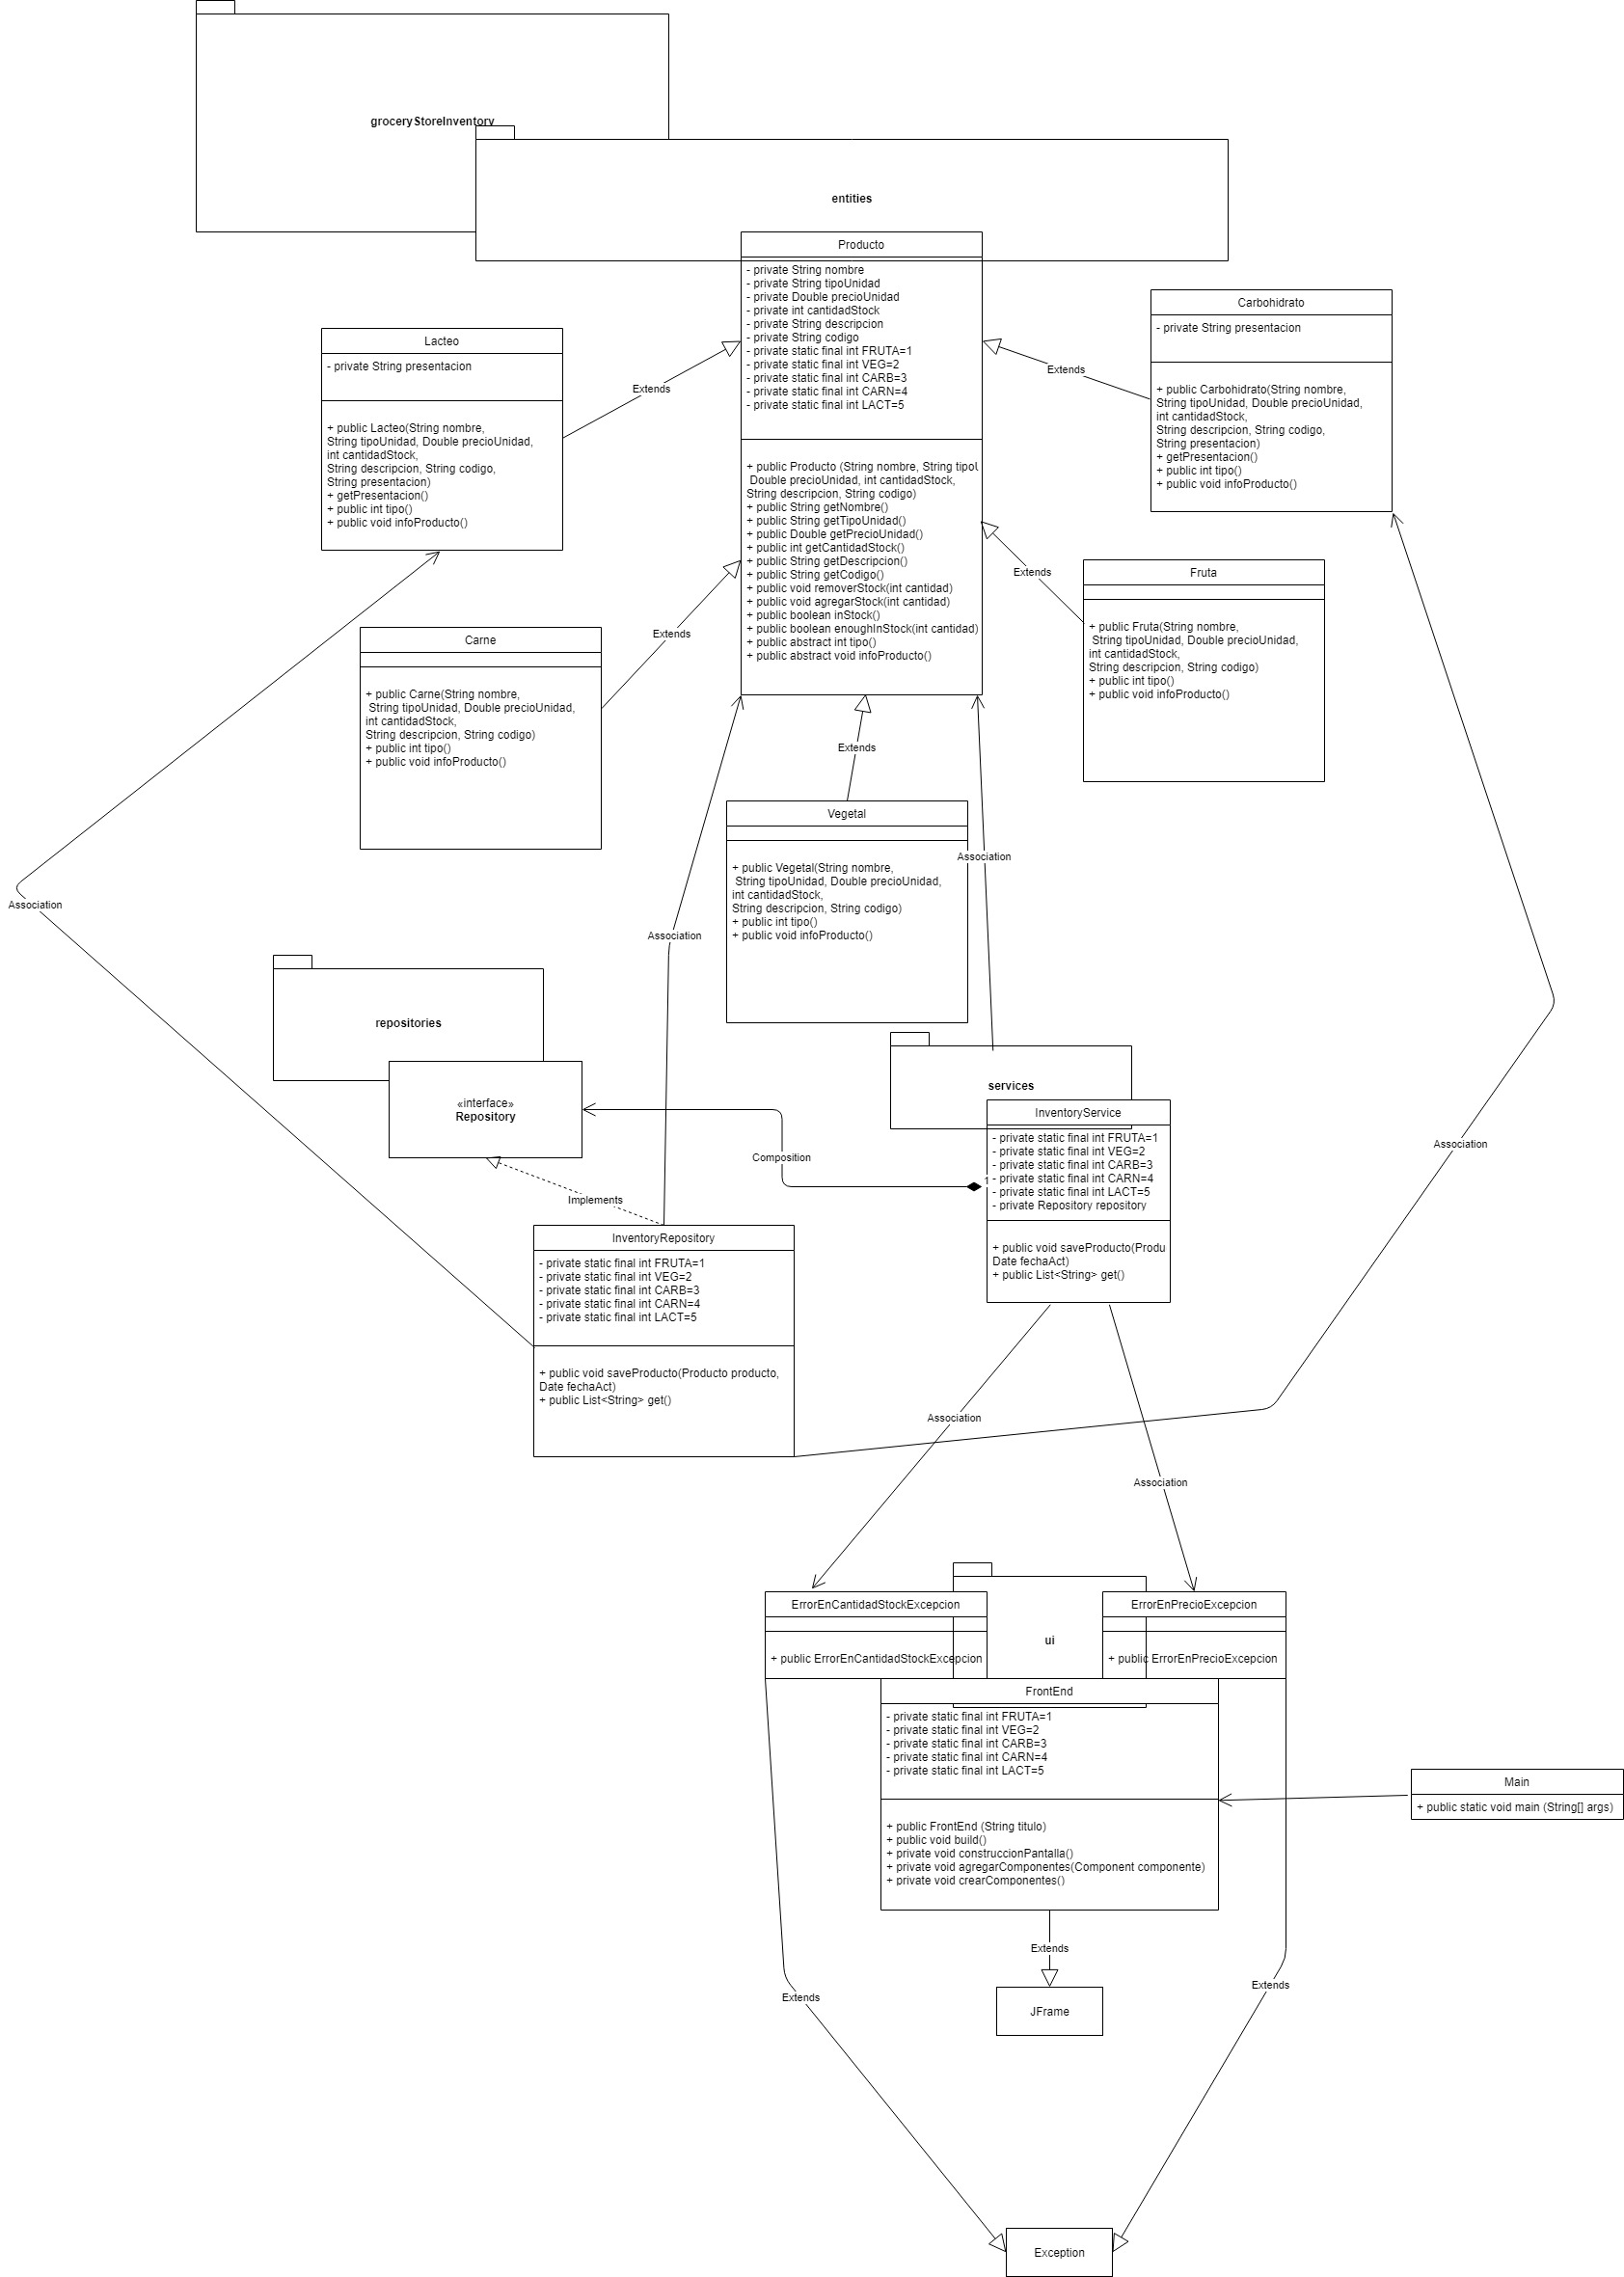 groceryStoreInventory
entities
Producto
- private String nombre
- private String tipoUnidad
- private Double precioUnidad
- private int cantidadStock
- private String descripcion
- private String codigo
- private static final int FRUTA=1
- private static final int VEG=2
- private static final int CARB=3
- private static final int CARN=4
- private static final int LACT=5
+ public Producto (String nombre, String tipoU
Double precioUnidad, int cantidadStock,
String descripcion, String codigo)
+ public String getNombre()
+ public String getTipoUnidad()
+ public Double getPrecioUnidad()
+ public int getCantidadStock()
+ public String getDescripcion()
+ public String getCodigo()
+ public void removerStock(int cantidad)
+ public void agregarStock(int cantidad)
+ public boolean inStock()
+ public boolean enoughInStock(int cantidad)
+ public abstract int tipo()
+ public abstract void infoProducto()
Carbohidrato
- private String presentacion
+ public Carbohidrato(String nombre,
String tipoUnidad, Double precioUnidad,
int cantidadStock,
String descripcion, String codigo,
String presentacion)
+ getPresentacion()
+ public int tipo()
+ public void infoProducto()
Lacteo
- private String presentacion
+ public Lacteo(String nombre,
String tipoUnidad, Double precioUnidad,
int cantidadStock,
String descripcion, String codigo,
String presentacion)
+ getPresentacion()
+ public int tipo()
+ public void infoProducto()
Extends
Extends
Extends
Extends
Extends
Fruta
+ public Fruta(String nombre,
String tipoUnidad, Double precioUnidad,
int cantidadStock,
String descripcion, String codigo)
+ public int tipo()
+ public void infoProducto()
Carne
+ public Carne(String nombre,
String tipoUnidad, Double precioUnidad,
int cantidadStock,
String descripcion, String codigo)
+ public int tipo()
+ public void infoProducto()
Vegetal
+ public Vegetal(String nombre,
String tipoUnidad, Double precioUnidad,
int cantidadStock,
String descripcion, String codigo)
+ public int tipo()
+ public void infoProducto()
Association
Association
Association
Association
repositories
«interface»
Repository
services
Composition
1
Implements
InventoryService
- private static final int FRUTA=1
- private static final int VEG=2
- private static final int CARB=3
- private static final int CARN=4
- private static final int LACT=5
- private Repository repository
+ public void saveProducto(Produ
Date fechaAct)
+ public List<String> get()
InventoryRepository
- private static final int FRUTA=1
- private static final int VEG=2
- private static final int CARB=3
- private static final int CARN=4
- private static final int LACT=5
+ public void saveProducto(Producto producto,
Date fechaAct)
+ public List<String> get()
Association
Association
ErrorEnCantidadStockExcepcion
+ public ErrorEnCantidadStockExcepcion
ui
ErrorEnPrecioExcepcion
+ public ErrorEnPrecioExcepcion
FrontEnd
- private static final int FRUTA=1
- private static final int VEG=2
- private static final int CARB=3
- private static final int CARN=4
- private static final int LACT=5
+ public FrontEnd (String titulo)
+ public void build()
+ private void construccionPantalla()
+ private void agregarComponentes(Component componente)
+ private void crearComponentes()
Main
+ public static void main (String[] args)
Extends
Extends
Extends
JFrame
Exception